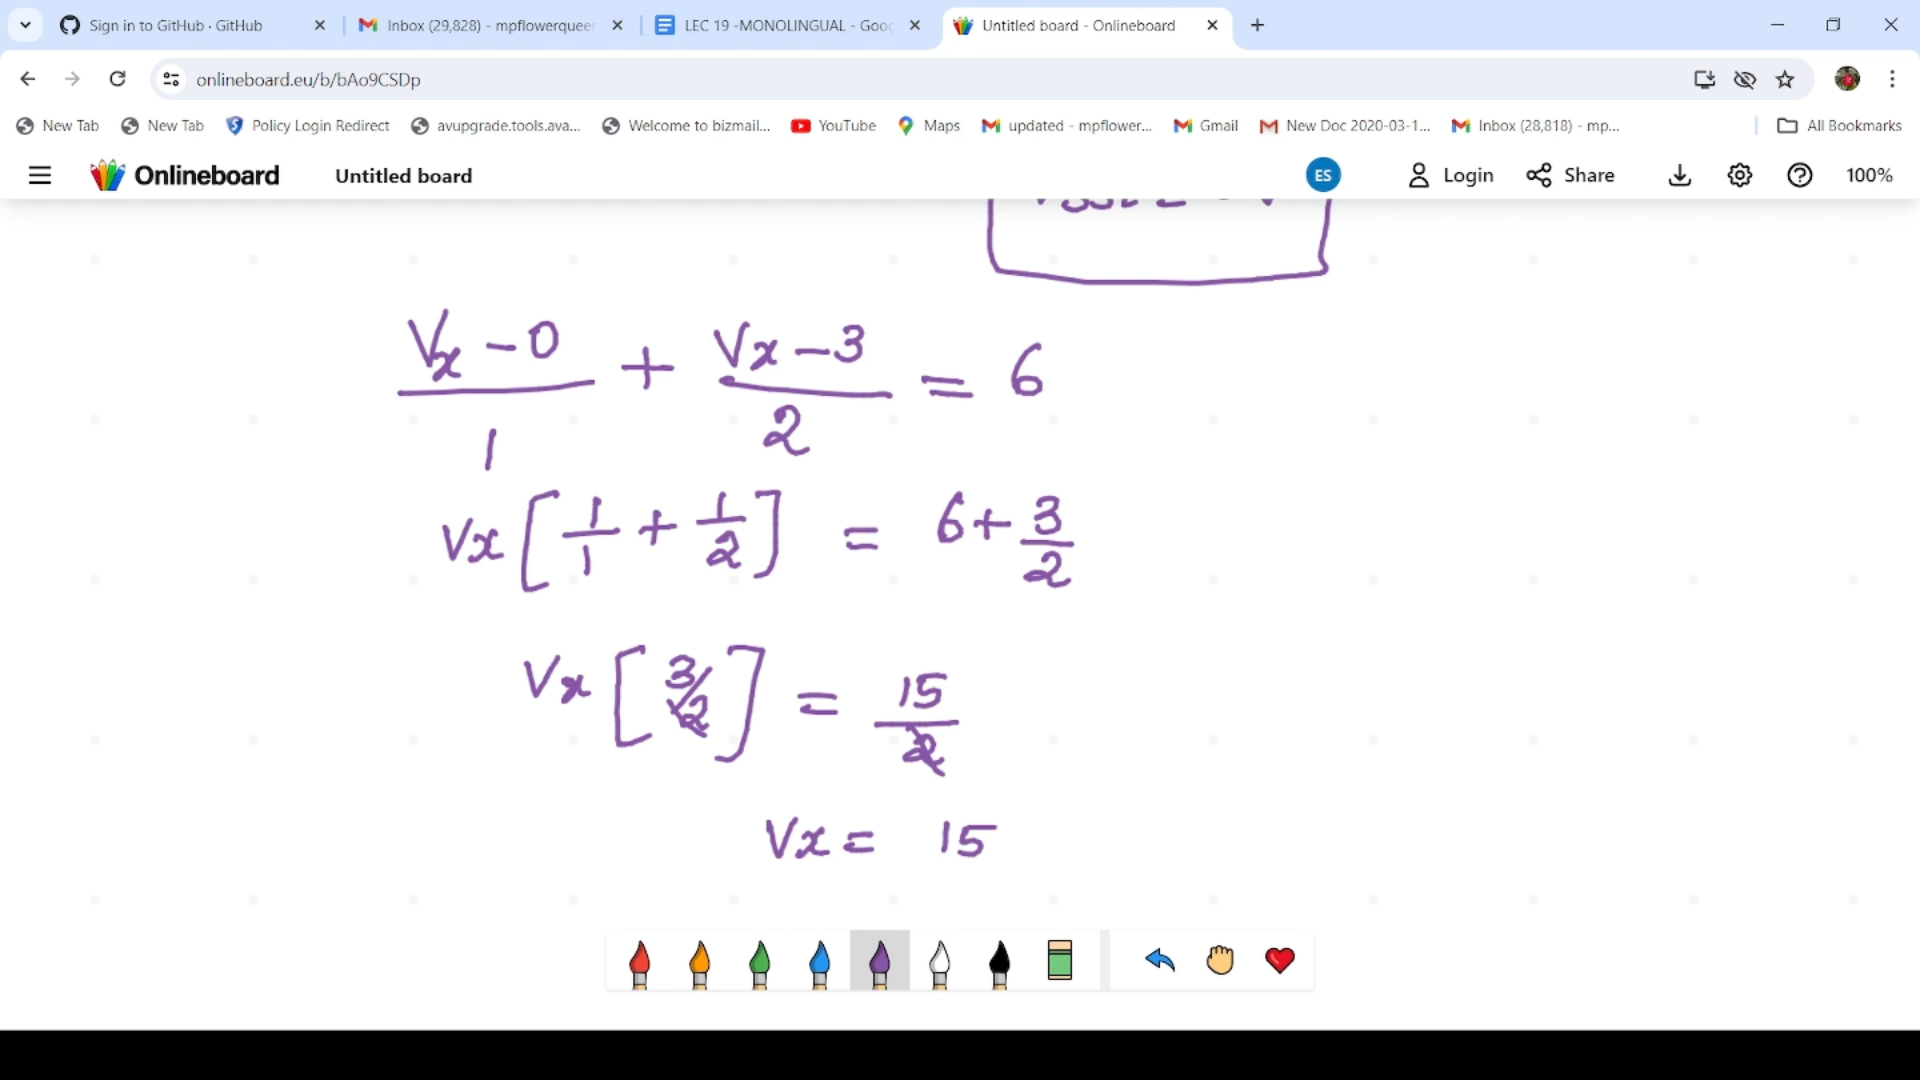 Sign in to GitHub · GitHub
Inbox (29,828) - mpflowerqueen
LEC 19 -MONOLINGUAL - Goog
Untitled board - Onlineboard
onlineboard.eu/b/bAo9CSDp
New Tab
New Tab
Policy Login Redirect
avupgrade.tools.ava...
Welcome to bizmail...
YouTube
Maps
updated - mpflower...
Gmail
New Doc 2020-03-1...
Inbox (28,818) - mp...
All Bookmarks
Onlineboard
Untitled board
ES
Login
Share
100%
Vx - 0 / 1 + Vx - 3 / 2 = 6
Vx [ 1/1 + 1/2 ] = 6 + 3/2
Vx [ 3/2 ] = 15/2
Vx = 15